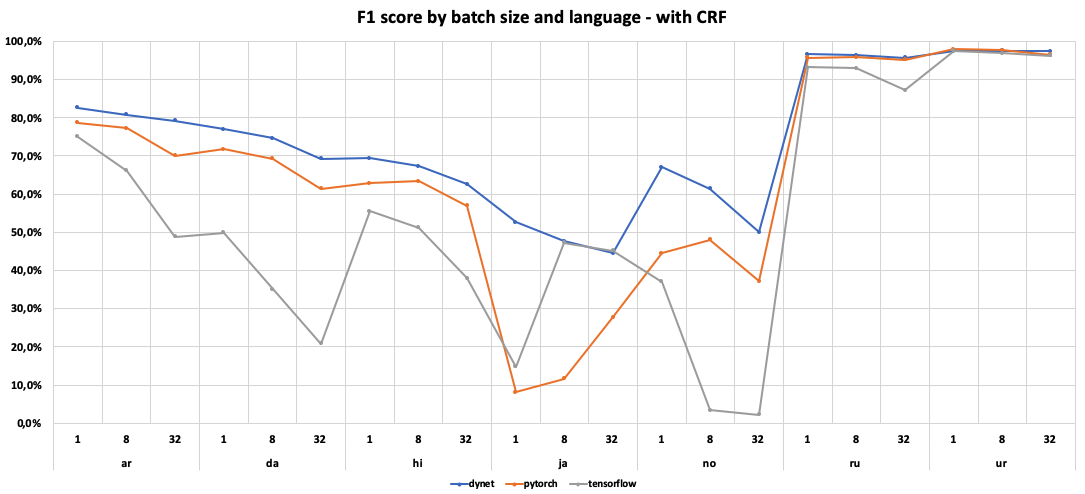 F1 score by batch size and language - with CRF
100,0%
90,0%
80,0%
70,0%
60,0%
50,0%
40,0%
30,0%
20,0%
10,0%
0,0%
1 8 32 1 8 32 1 8 32 1 8 32 1 8 32 1 8 32 1 8 32
ar da hi ja no ru ur
dynet pytorch tensorflow